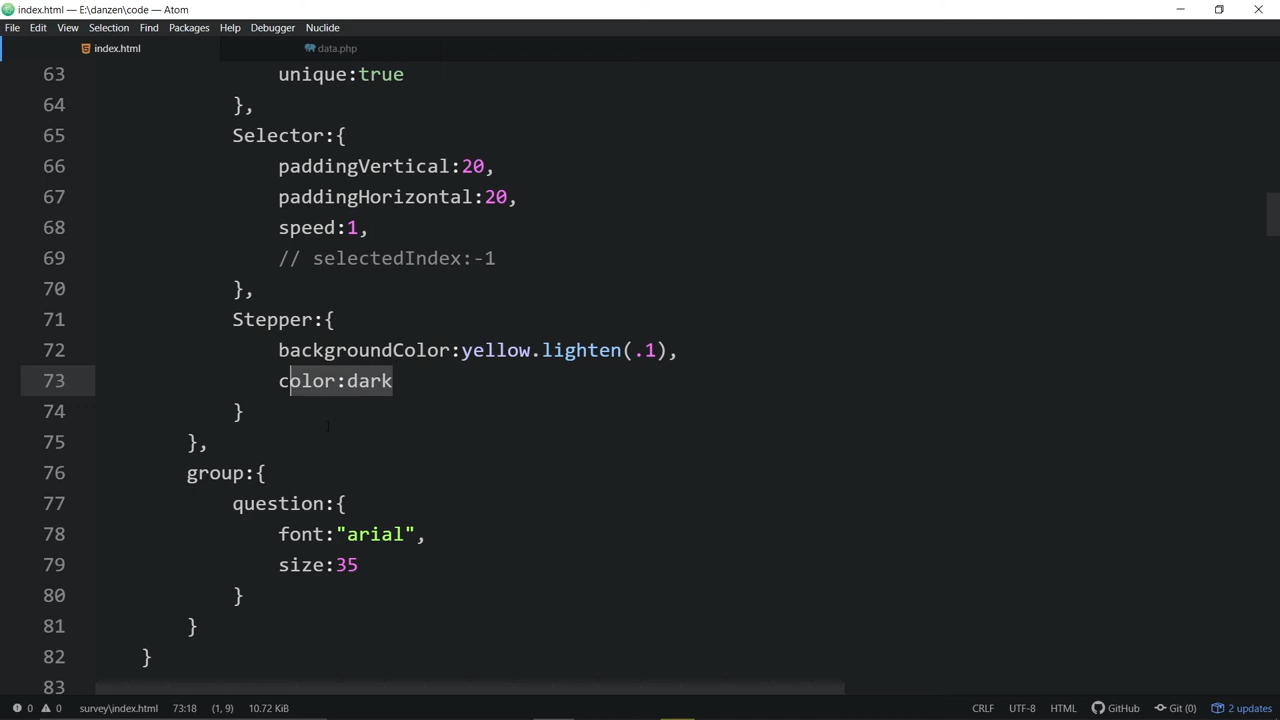 index.html — E:\danzen\code — Atom
File Edit View Selection Find Packages Help Debugger Nuclide
index.html data.php
63 unique:true
64 },
65 Selector:{
66 paddingVertical:20,
67 paddingHorizontal:20,
68 speed:1,
69 // selectedIndex:-1
70 },
71 Stepper:{
72 backgroundColor:yellow.lighten(.1),
73 color:dark
74 }
75 },
76 group:{
77 question:{
78 font:"arial",
79 size:35
80 }
81 }
82 }
83
0 0 survey\index.html 73:18 (1, 9) 10.72 KiB CRLF UTF-8 HTML GitHub Git (0) 2 updates